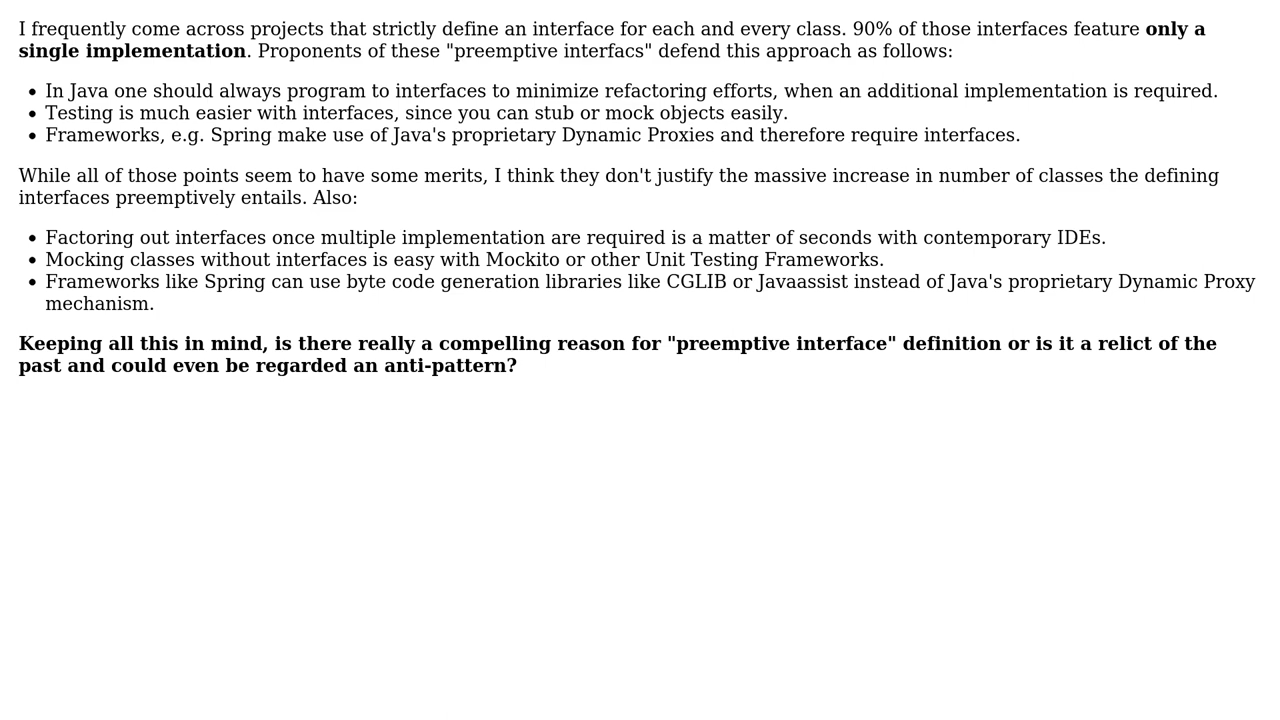 I frequently come across projects that strictly define an interface for each and every class. 90% of those interfaces feature only a
single implementation. Proponents of these "preemptive interfacs" defend this approach as follows:
• In Java one should always program to interfaces to minimize refactoring efforts, when an additional implementation is required.
• Testing is much easier with interfaces, since you can stub or mock objects easily.
• Frameworks, e.g. Spring make use of Java's proprietary Dynamic Proxies and therefore require interfaces.
While all of those points seem to have some merits, I think they don't justify the massive increase in number of classes the defining
interfaces preemptively entails. Also:
• Factoring out interfaces once multiple implementation are required is a matter of seconds with contemporary IDEs.
• Mocking classes without interfaces is easy with Mockito or other Unit Testing Frameworks.
• Frameworks like Spring can use byte code generation libraries like CGLIB or Javaassist instead of Java's proprietary Dynamic Proxy
mechanism.
Keeping all this in mind, is there really a compelling reason for "preemptive interface" definition or is it a relict of the
past and could even be regarded an anti-pattern?